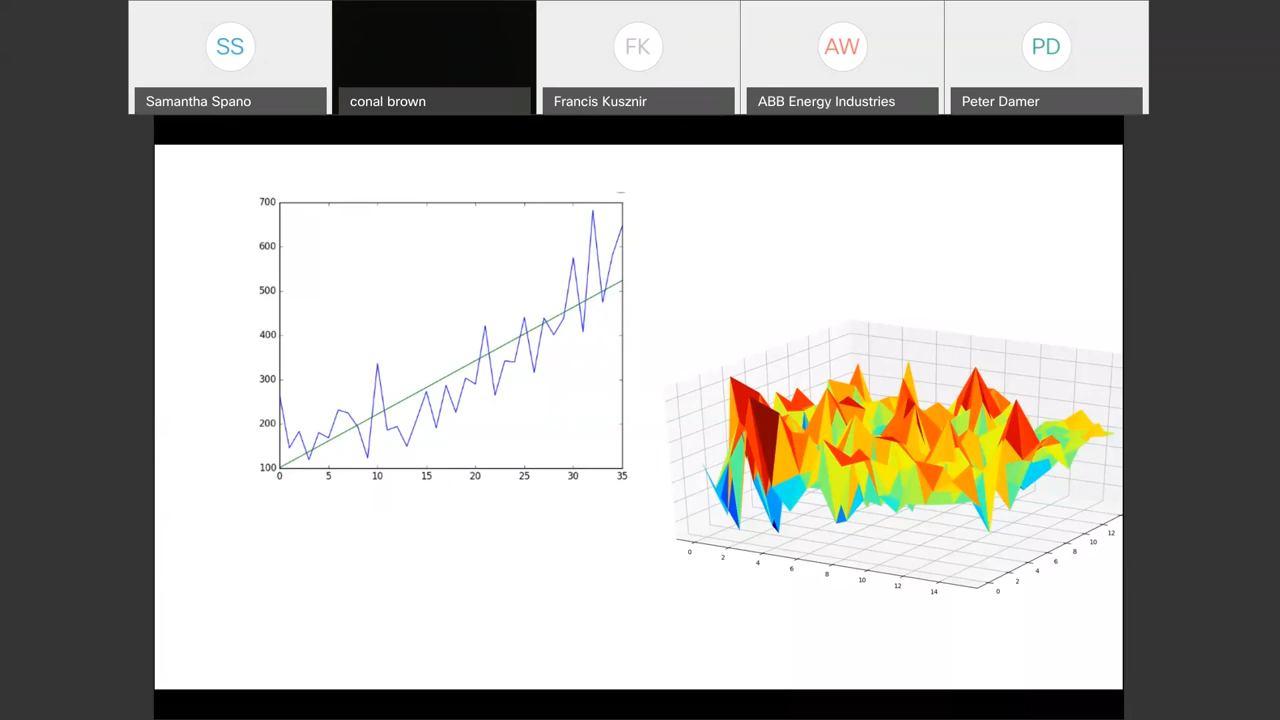 SS
Samantha Spano
conal brown
FK
Francis Kusznir
AW
ABB Energy Industries
PD
Peter Damer
700
600
500
400
300
200
100
0 5 10 15 20 25 30 35
0 2 4 6 8 10 12 14
0 2 4 6 8 10 12